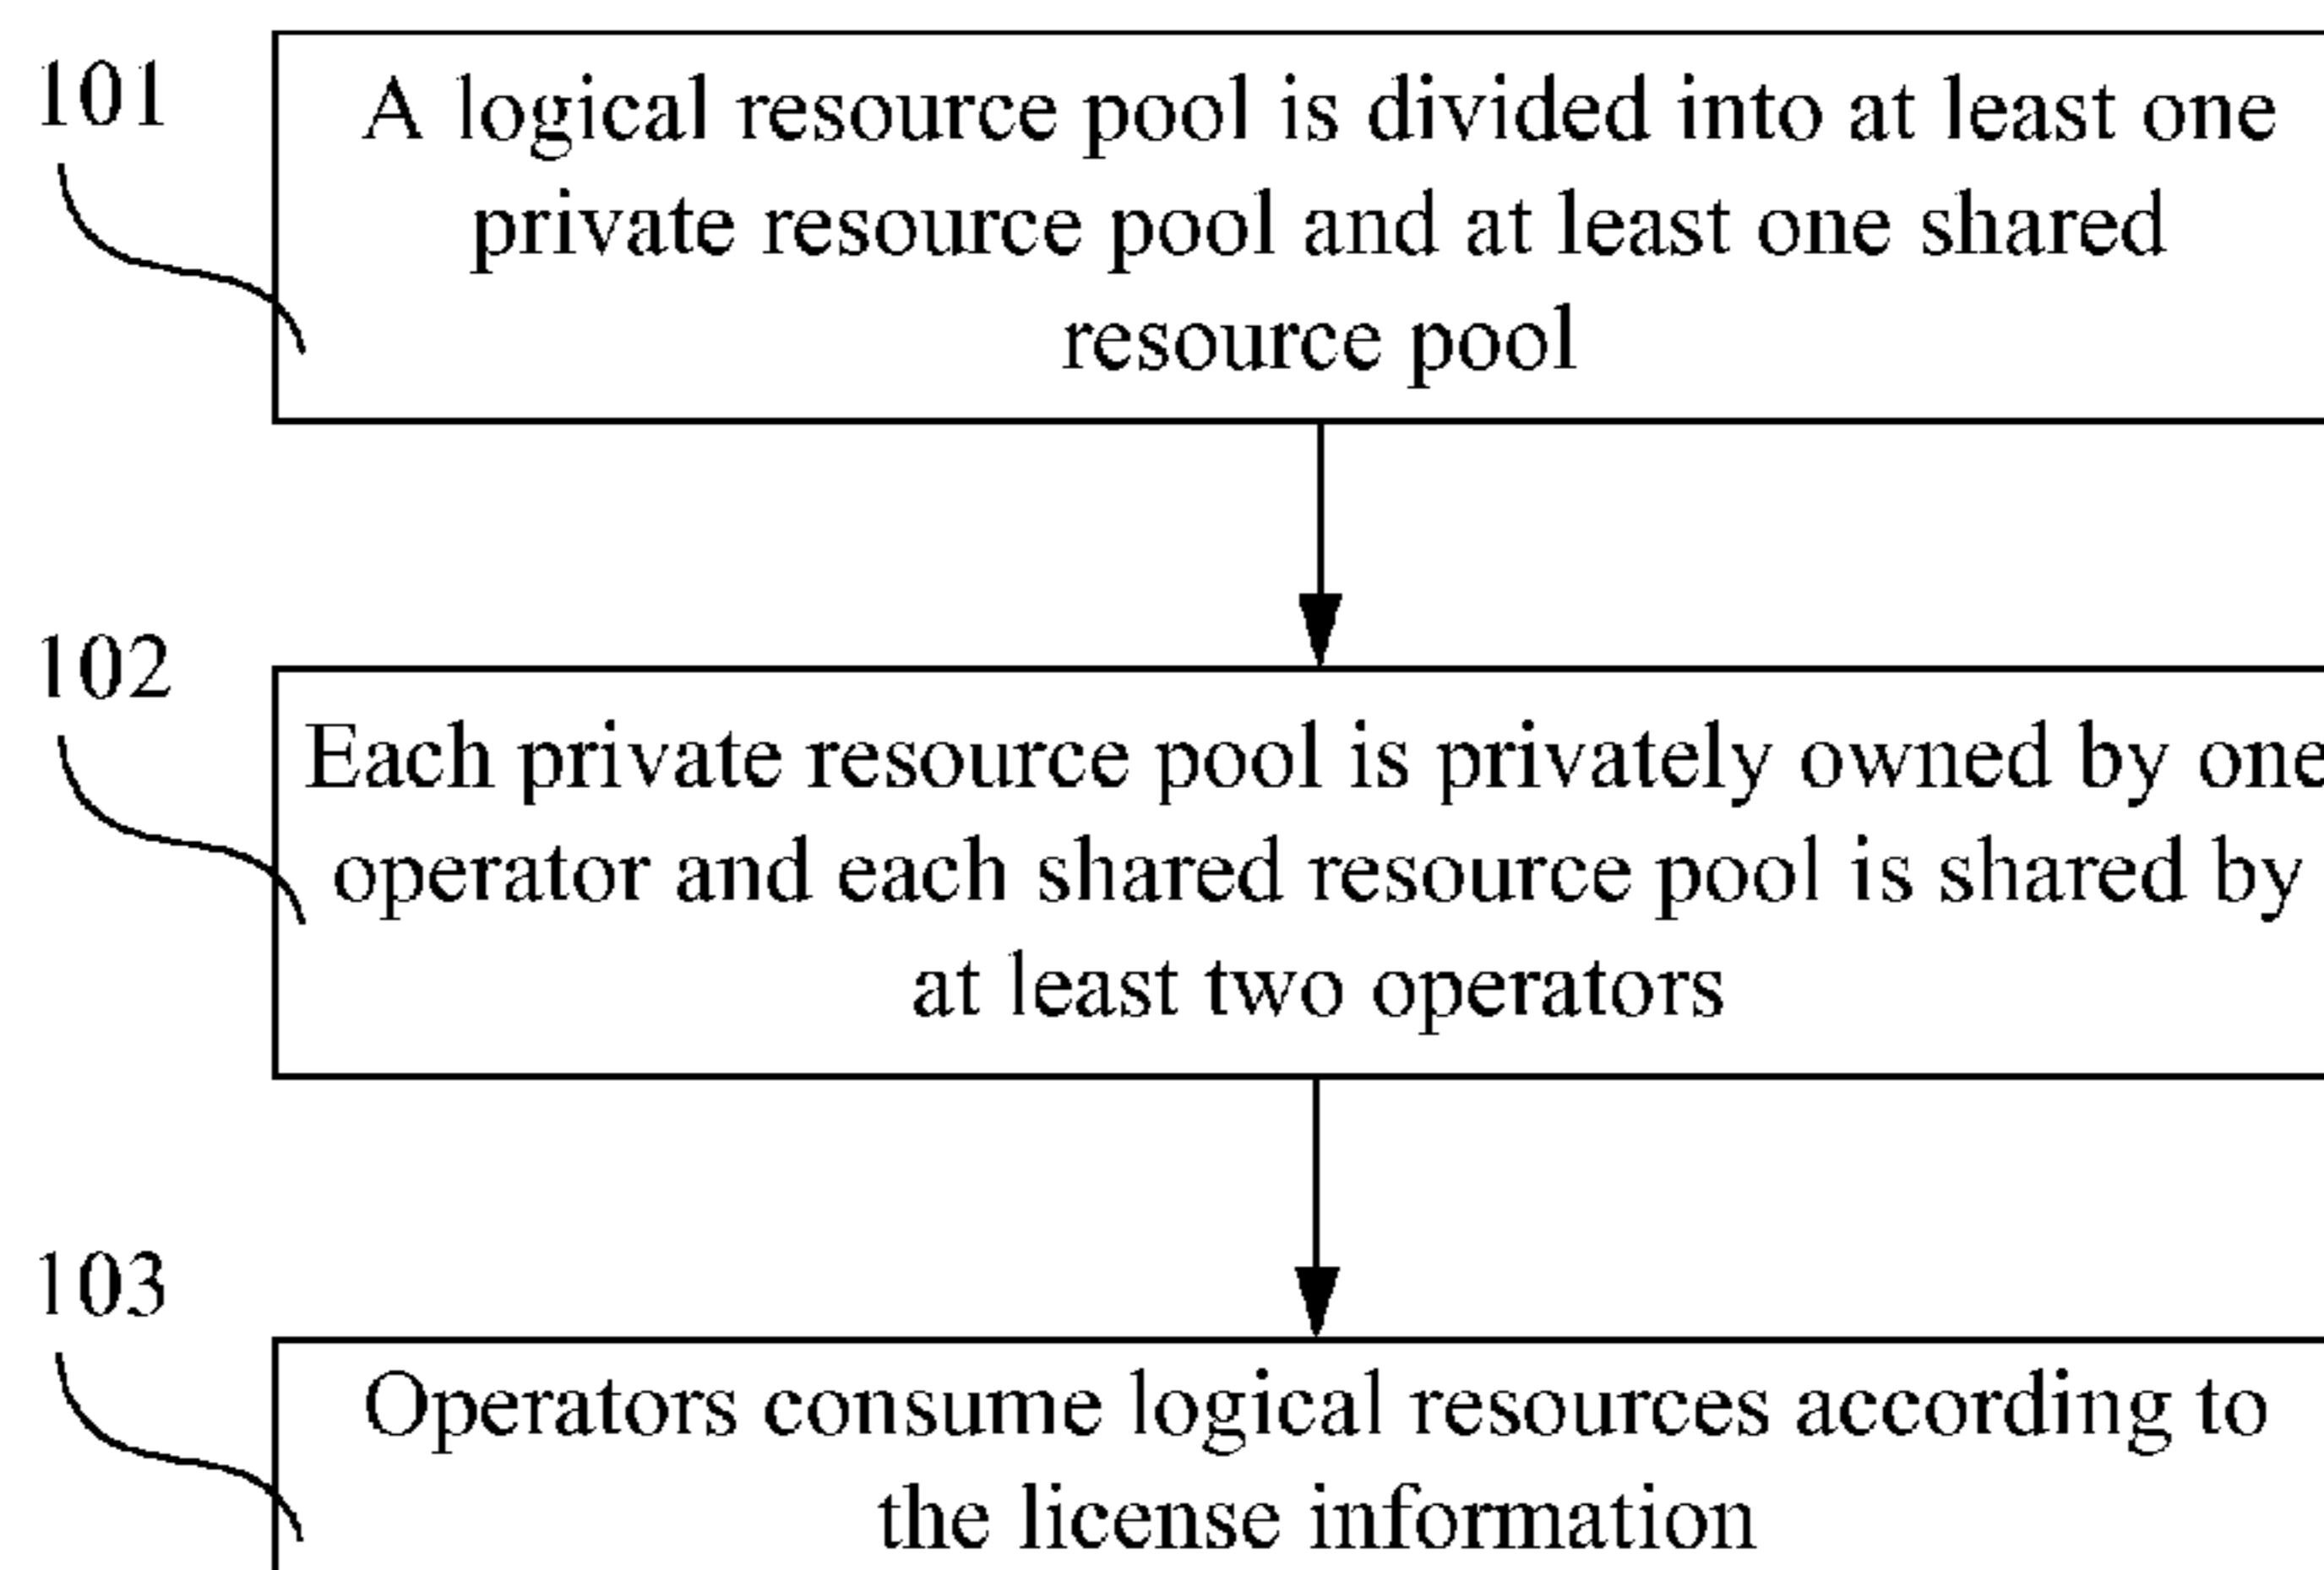 101
A logical resource pool is divided into at least one
private resource pool and at least one shared
resource pool
102
Each private resource pool is privately owned by one
operator and each shared resource pool is shared by
at least two operators
103
Operators consume logical resources according to
the license information